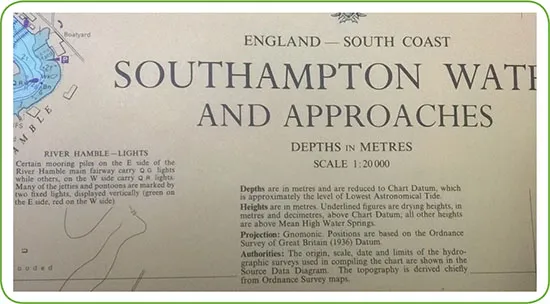 Boatyard
P
AMBLE
ooded
RIVER HAMBLE—LIGHTS
Certain mooring piles on the E side of the
River Hamble main fairway carry Q.G lights
while others, on the W side carry Q.R lights.
Many of the jetties and pontoons are marked by
two fixed lights, displayed vertically (green on
the E side, red on the W side)
ENGLAND — SOUTH COAST
SOUTHAMPTON WATE
AND APPROACHES
DEPTHS IN METRES
SCALE 1:20 000
Depths are in metres and are reduced to Chart Datum, which
is approximately the level of Lowest Astronomical Tide.
Heights are in metres. Underlined figures are drying heights, in
metres and decimetres, above Chart Datum; all other heights
are above Mean High Water Springs.
Projection: Gnomonic. Positions are based on the Ordnance
Survey of Great Britain (1936) Datum.
Authorities: The origin, scale, date and limits of the hydro-
graphic surveys used in compiling the chart are shown in the
Source Data Diagram. The topography is derived chiefly
from Ordnance Survey maps.